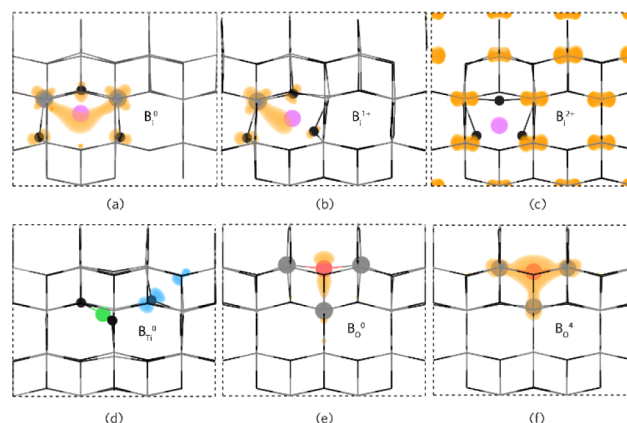 B_i^0
B_i^1+
B_i^2+
(a)
(b)
(c)
B_Ti^0
B_O^0
B_O^4
(d)
(e)
(f)